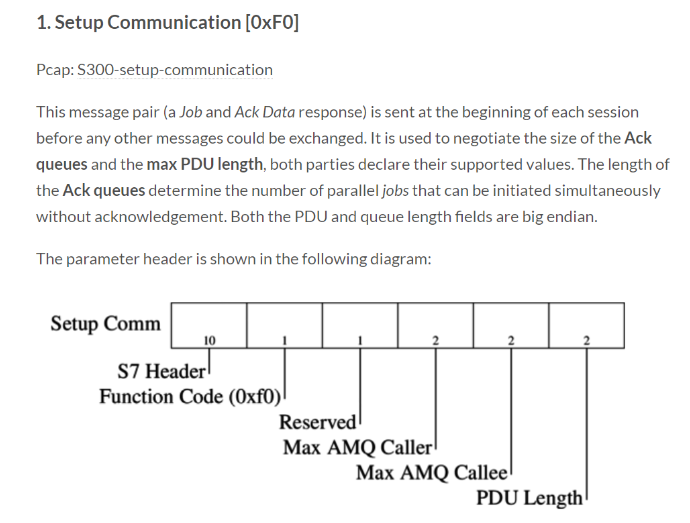 1. Setup Communication [0xF0]
Pcap: S300-setup-communication
This message pair (a Job and Ack Data response) is sent at the beginning of each session
before any other messages could be exchanged. It is used to negotiate the size of the Ack
queues and the max PDU length, both parties declare their supported values. The length of
the Ack queues determine the number of parallel jobs that can be initiated simultaneously
without acknowledgement. Both the PDU and queue length fields are big endian.
The parameter header is shown in the following diagram:
Setup Comm
10 1 1 2 2 2
S7 Header
Function Code (0xf0)
Reserved
Max AMQ Caller
Max AMQ Callee
PDU Length